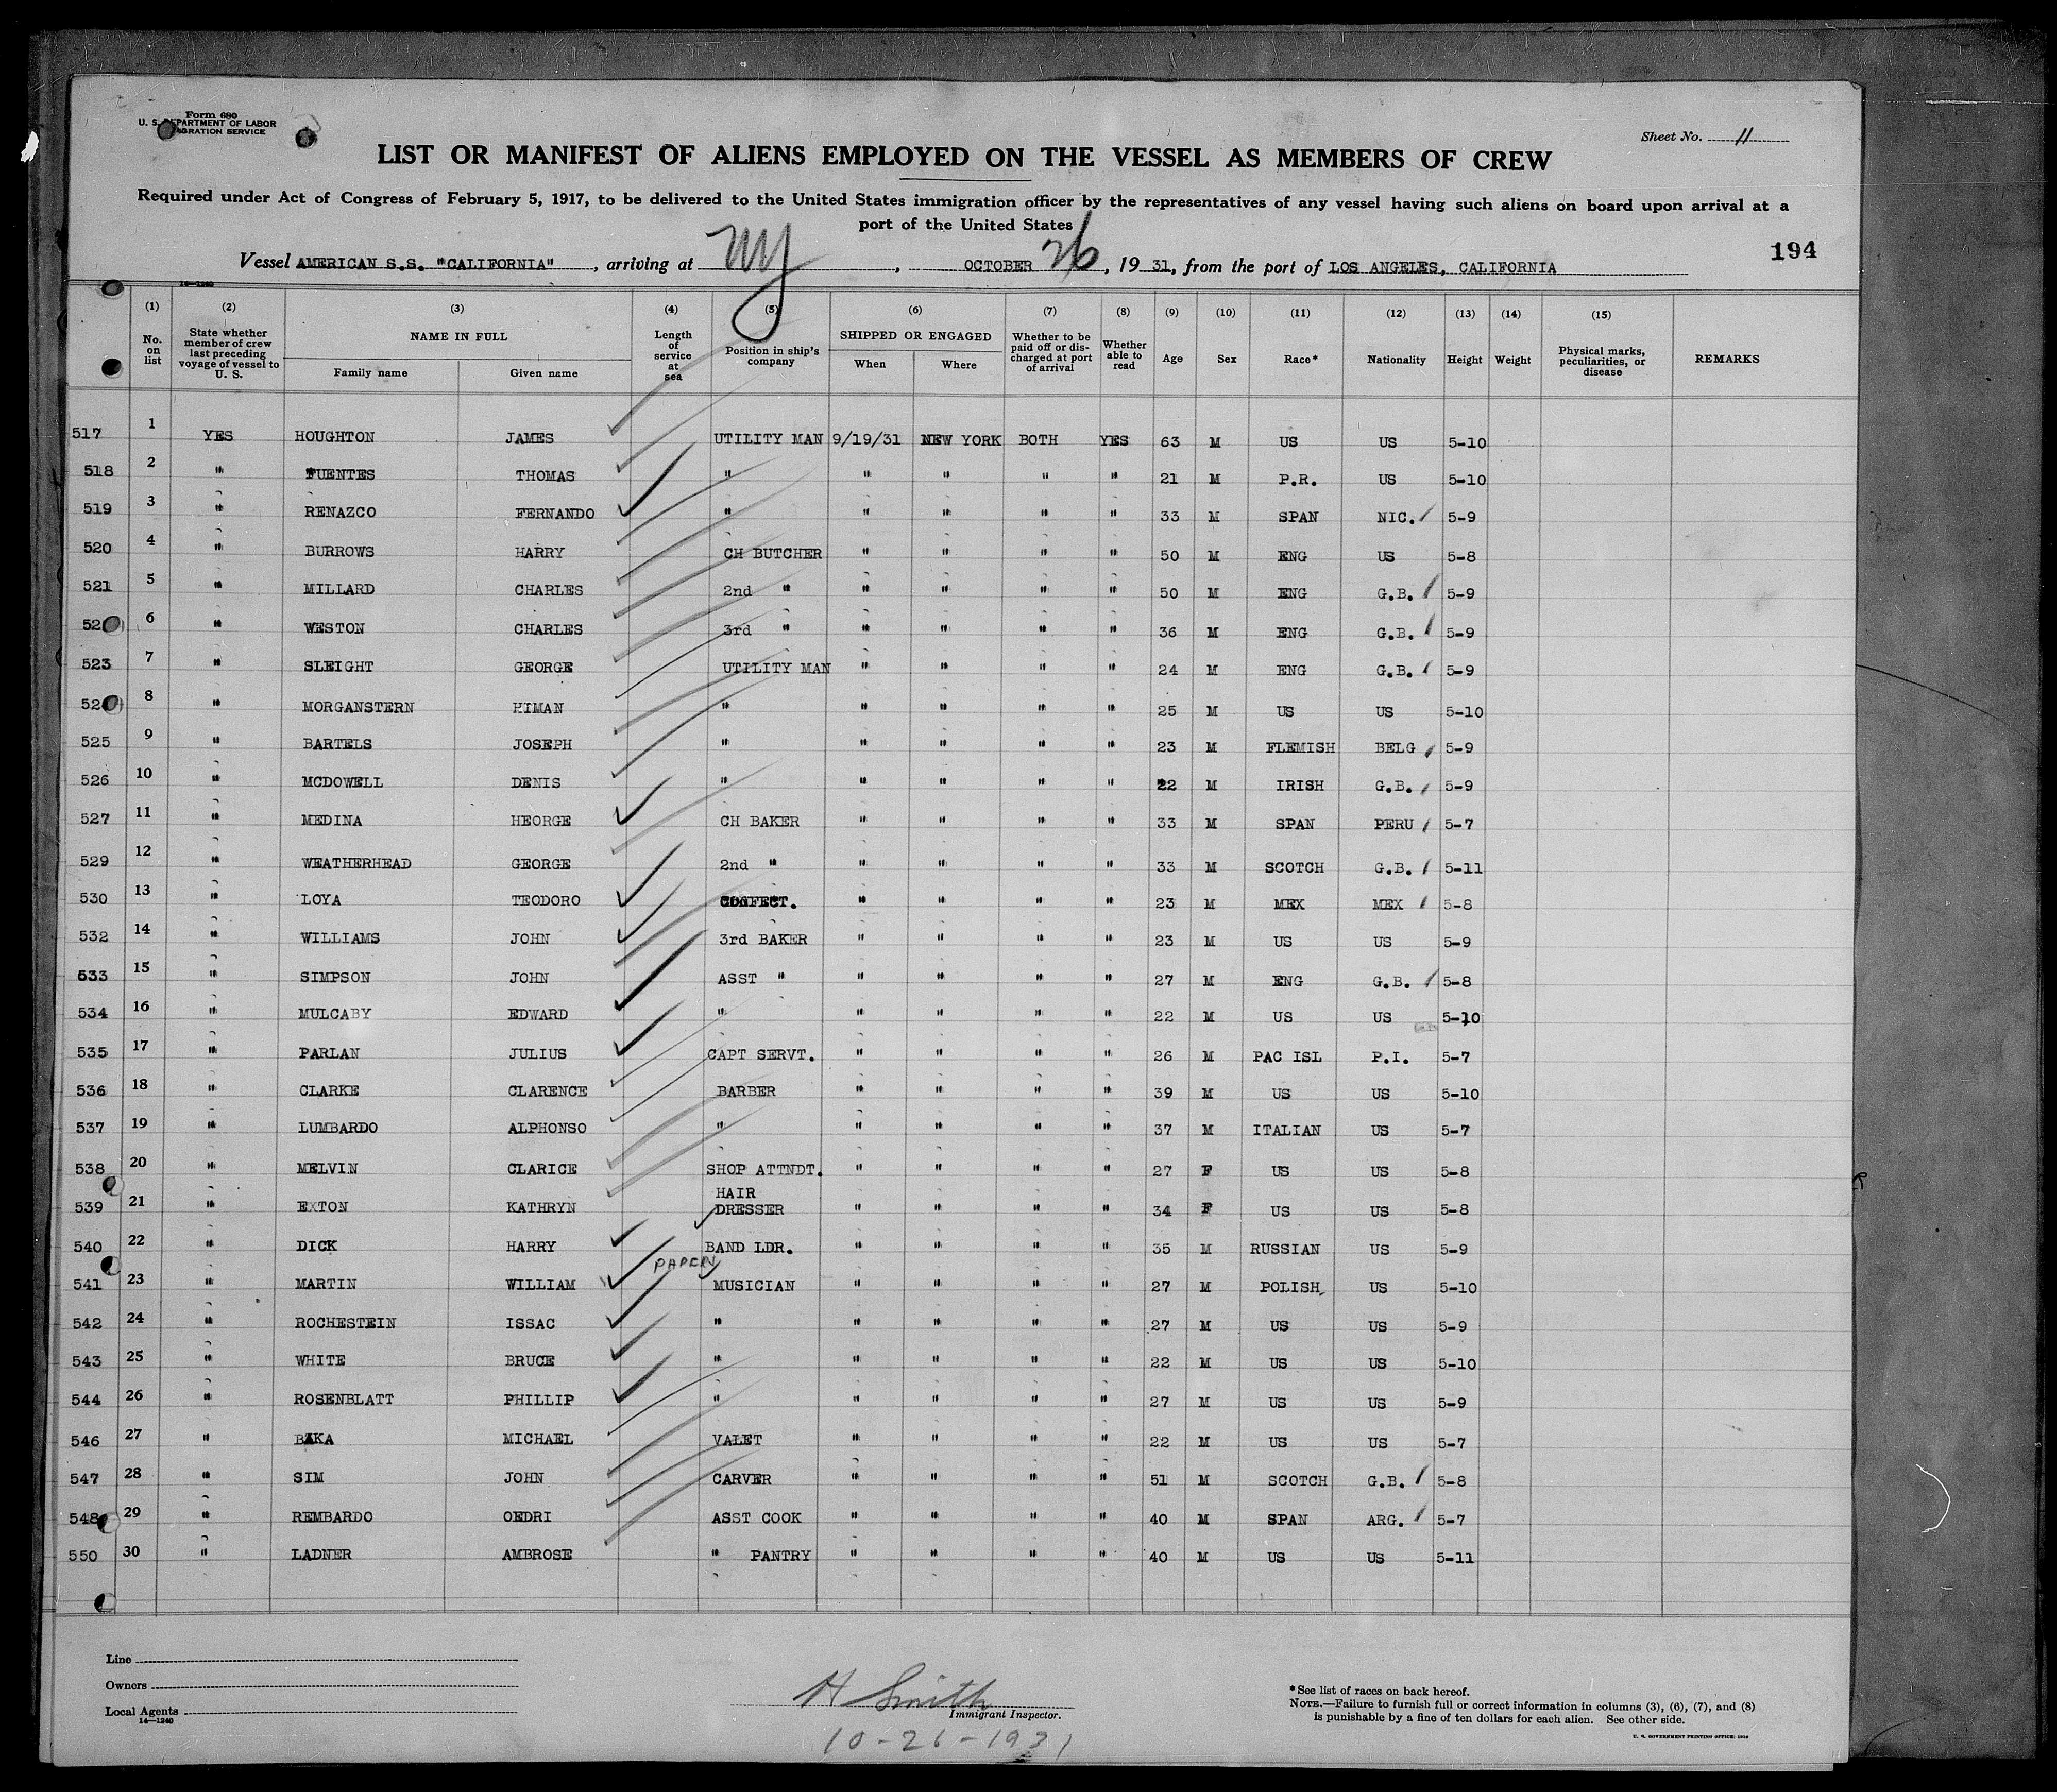 Form 680
U. S. DEPARTMENT OF LABOR
IMMIGRATION SERVICE
Sheet No. 11
LIST OR MANIFEST OF ALIENS EMPLOYED ON THE VESSEL AS MEMBERS OF CREW
Required under Act of Congress of February 5, 1917, to be delivered to the United States immigration officer by the representatives of any vessel having such aliens on board upon arrival at a
port of the United States
194
Vessel AMERICAN S.S. "CALIFORNIA", arriving at NY, OCTOBER 26, 19 31, from the port of LOS ANGELES, CALIFORNIA
14—1240
(1) (2) (3) (4) (5) (6) (7) (8) (9) (10) (11) (12) (13) (14) (15)
No. on list | State whether member of crew last preceding voyage of vessel to U. S. | NAME IN FULL | Family name | Given name | Length of service at sea | Position in ship's company | SHIPPED OR ENGAGED | When | Where | Whether to be paid off or discharged at port of arrival | Whether able to read | Age | Sex | Race* | Nationality | Height | Weight | Physical marks, peculiarities, or disease | REMARKS
517 1 YES HOUGHTON JAMES UTILITY MAN 9/19/31 NEW YORK BOTH YES 63 M US US 5-10
518 2 " FUENTES THOMAS " " " " " 21 M P.R. US 5-10
519 3 " RENAZCO FERNANDO " " " " " 33 M SPAN NIC. 5-9
520 4 " BURROWS HARRY CH BUTCHER " " " " 50 M ENG US 5-8
521 5 " MILLARD CHARLES 2nd " " " " " 50 M ENG G.B. 5-9
52 6 " WESTON CHARLES 3rd " " " " " 36 M ENG G.B. 5-9
523 7 " SLEIGHT GEORGE UTILITY MAN " " " " 24 M ENG G.B. 5-9
52 8 " MORGANSTERN HIMAN " " " " " 25 M US US 5-10
525 9 " BARTELS JOSEPH " " " " " 23 M FLEMISH BELG 5-9
526 10 " MCDOWELL DENIS " " " " " 22 M IRISH G.B. 5-9
527 11 " MEDINA HEORGE CH BAKER " " " " 33 M SPAN PERU 5-7
529 12 " WEATHERHEAD GEORGE 2nd " " " " " 33 M SCOTCH G.B. 5-11
530 13 " LOYA TEODORO CONFECT. " " " " 23 M MEX MEX 5-8
532 14 " WILLIAMS JOHN 3rd BAKER " " " " 23 M US US 5-9
533 15 " SIMPSON JOHN ASST " " " " " 27 M ENG G.B. 5-8
534 16 " MULCABY EDWARD " " " " " 22 M US US 5-10
535 17 " PARLAN JULIUS CAPT SERVT. " " " " 26 M PAC ISL P.I. 5-7
536 18 " CLARKE CLARENCE BARBER " " " " 39 M US US 5-10
537 19 " LUMBARDO ALPHONSO " " " " " 37 M ITALIAN US 5-7
538 20 " MELVIN CLARICE SHOP ATTNDT. " " " " 27 F US US 5-8
539 21 " EXTON KATHRYN HAIR DRESSER " " " " 34 F US US 5-8
540 22 " DICK HARRY BAND LDR. " " " " 35 M RUSSIAN US 5-9
541 23 " MARTIN WILLIAM MUSICIAN " " " " 27 M POLISH US 5-10
542 24 " ROCHESTEIN ISSAC " " " " " 27 M US US 5-9
543 25 " WHITE BRUCE " " " " " 22 M US US 5-10
544 26 " ROSENBLATT PHILLIP " " " " " 27 M US US 5-9
546 27 " BAKA MICHAEL VALET " " " " 22 M US US 5-7
547 28 " SIM JOHN CARVER " " " " 51 M SCOTCH G.B. 5-8
548 29 " REMBARDO OEDRI ASST COOK " " " " 40 M SPAN ARG. 5-7
550 30 " LADNER AMBROSE " PANTRY " " " " 40 M US US 5-11
Line
Owners
Local Agents
14—1240
H Smith
Immigrant Inspector.
10-26-1931
*See list of races on back hereof.
NOTE.—Failure to furnish full or correct information in columns (3), (6), (7), and (8)
is punishable by a fine of ten dollars for each alien. See other side.
U. S. GOVERNMENT PRINTING OFFICE: 1930